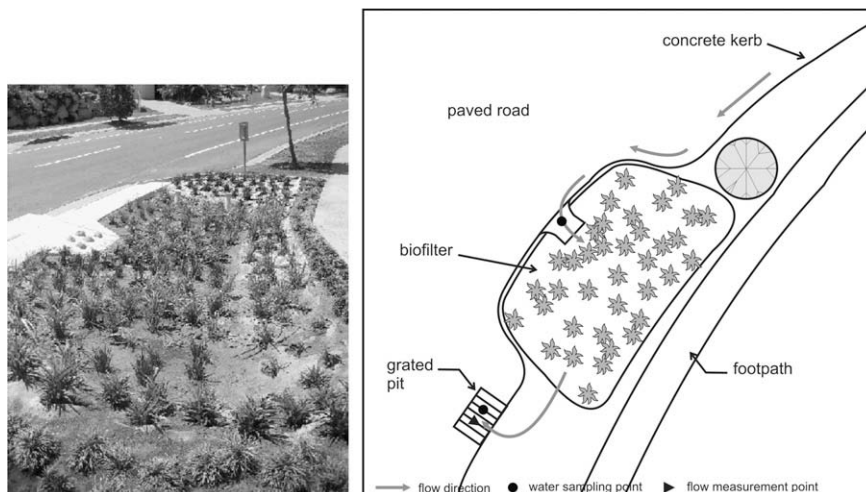 concrete kerb
paved road
biofilter
grated
pit
footpath
flow direction
water sampling point
flow measurement point